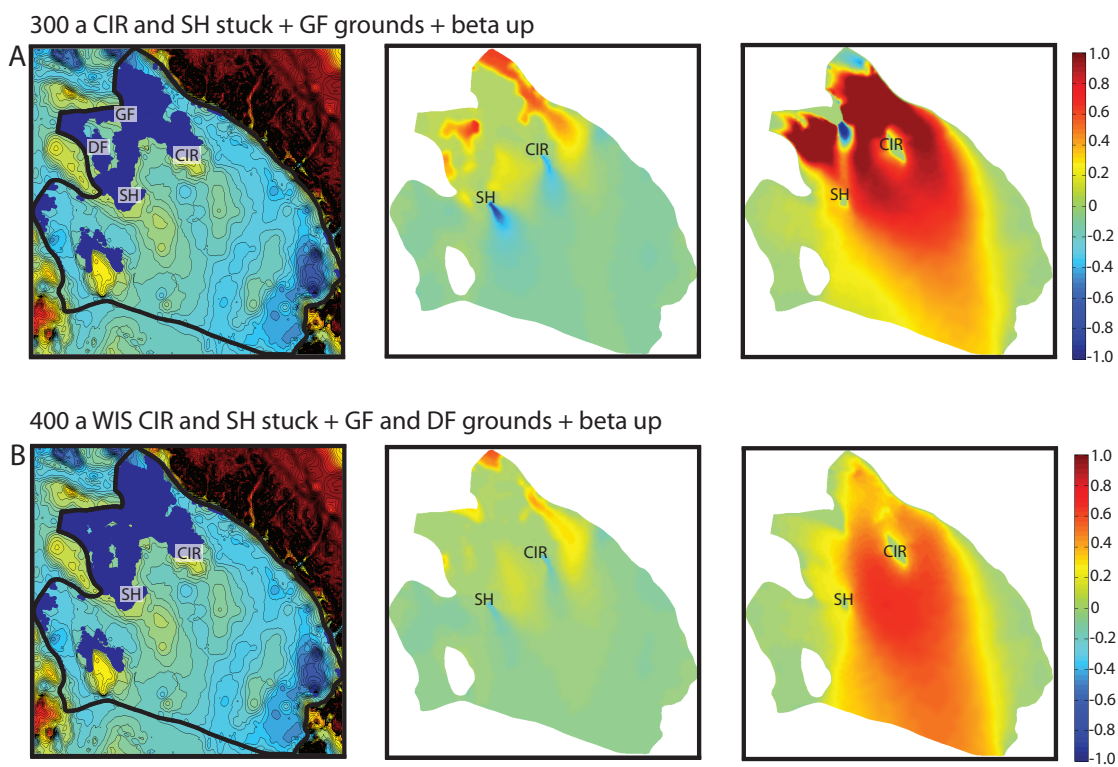 300 a CIR and SH stuck + GF grounds + beta up
A
GF
DF
CIR
SH
CIR
SH
CIR
SH
1.0
0.8
0.6
0.4
0.2
0
-0.2
-0.4
-0.6
-0.8
-1.0
400 a WIS CIR and SH stuck + GF and DF grounds + beta up
B
CIR
SH
CIR
SH
CIR
SH
1.0
0.8
0.6
0.4
0.2
0
-0.2
-0.4
-0.6
-0.8
-1.0